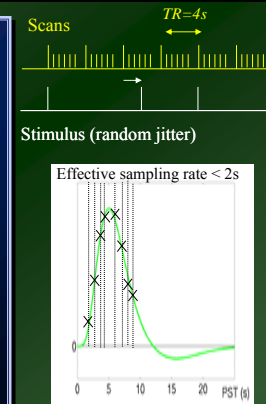 TR=4s
Scans
Stimulus (random jitter)
Effective sampling rate < 2s
0
0 5 10 15 20 PST (s)